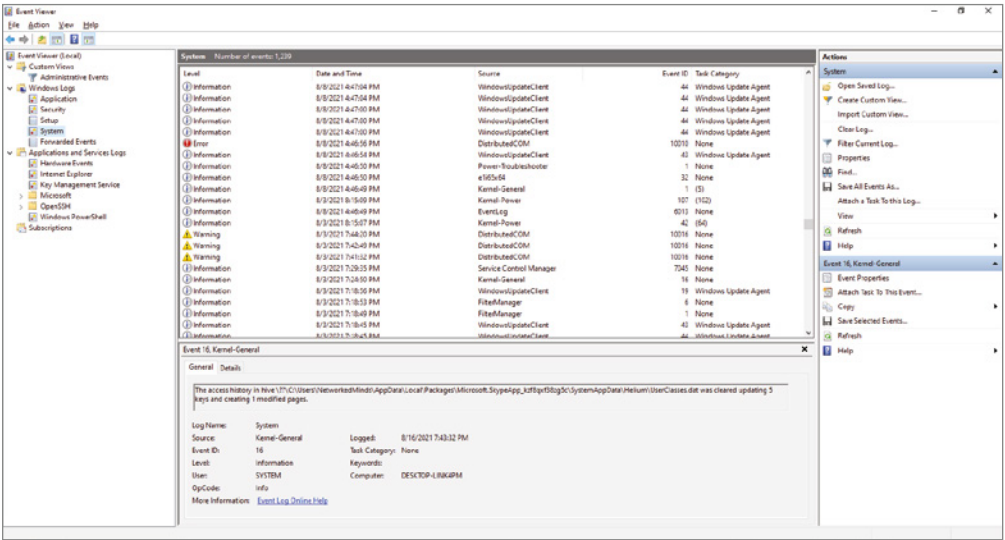 Event Viewer
File Action View Help
Event Viewer (Local)
Custom Views
Administrative Events
Windows Logs
Application
Security
Setup
System
Forwarded Events
Applications and Services Logs
Hardware Events
Internet Explorer
Key Management Service
Microsoft
OpenSSH
Windows PowerShell
Subscriptions
System Number of events: 1,239
Level Date and Time Source Event ID Task Category
Information 8/8/2021 4:47:04 PM WindowsUpdateClient 44 Windows Update Agent
Information 8/8/2021 4:47:04 PM WindowsUpdateClient 44 Windows Update Agent
Information 8/8/2021 4:47:00 PM WindowsUpdateClient 44 Windows Update Agent
Information 8/8/2021 4:47:00 PM WindowsUpdateClient 44 Windows Update Agent
Information 8/8/2021 4:47:00 PM WindowsUpdateClient 44 Windows Update Agent
Error 8/8/2021 4:46:56 PM DistributedCOM 10010 None
Information 8/8/2021 4:46:54 PM WindowsUpdateClient 43 Windows Update Agent
Information 8/8/2021 4:46:50 PM Power-Troubleshooter 1 None
Information 8/8/2021 4:46:50 PM e1i65x64 32 None
Information 8/8/2021 4:46:49 PM Kernel-General 1 (5)
Information 8/3/2021 8:15:09 PM Kernel-Power 107 (102)
Information 8/8/2021 4:46:49 PM EventLog 6013 None
Information 8/3/2021 8:15:07 PM Kernel-Power 42 (64)
Warning 8/3/2021 7:44:20 PM DistributedCOM 10016 None
Warning 8/3/2021 7:42:49 PM DistributedCOM 10016 None
Warning 8/3/2021 7:41:32 PM DistributedCOM 10016 None
Information 8/3/2021 7:29:35 PM Service Control Manager 7045 None
Information 8/3/2021 7:24:50 PM Kernel-General 16 None
Information 8/3/2021 7:18:56 PM WindowsUpdateClient 19 Windows Update Agent
Information 8/3/2021 7:18:53 PM FilterManager 6 None
Information 8/3/2021 7:18:49 PM FilterManager 1 None
Information 8/3/2021 7:18:45 PM WindowsUpdateClient 43 Windows Update Agent
Information 8/3/2021 7:18:45 PM WindowsUpdateClient 44 Windows Update Agent
Event 16, Kernel-General
General Details
The access history in hive \??\C:\Users\NetworkedMinds\AppData\Local\Packages\Microsoft.SkypeApp_kzf8qxf38zg5c\SystemAppData\Helium\UserClasses.dat was cleared updating 5
keys and creating 1 modified pages.
Log Name: System
Source: Kernel-General Logged: 8/16/2021 7:43:32 PM
Event ID: 16 Task Category: None
Level: Information Keywords:
User: SYSTEM Computer: DESKTOP-LINK4PM
OpCode: Info
More Information: Event Log Online Help
Actions
System
Open Saved Log...
Create Custom View...
Import Custom View...
Clear Log...
Filter Current Log...
Properties
Find...
Save All Events As...
Attach a Task To this Log...
View
Refresh
Help
Event 16, Kernel-General
Event Properties
Attach Task To This Event...
Copy
Save Selected Events...
Refresh
Help